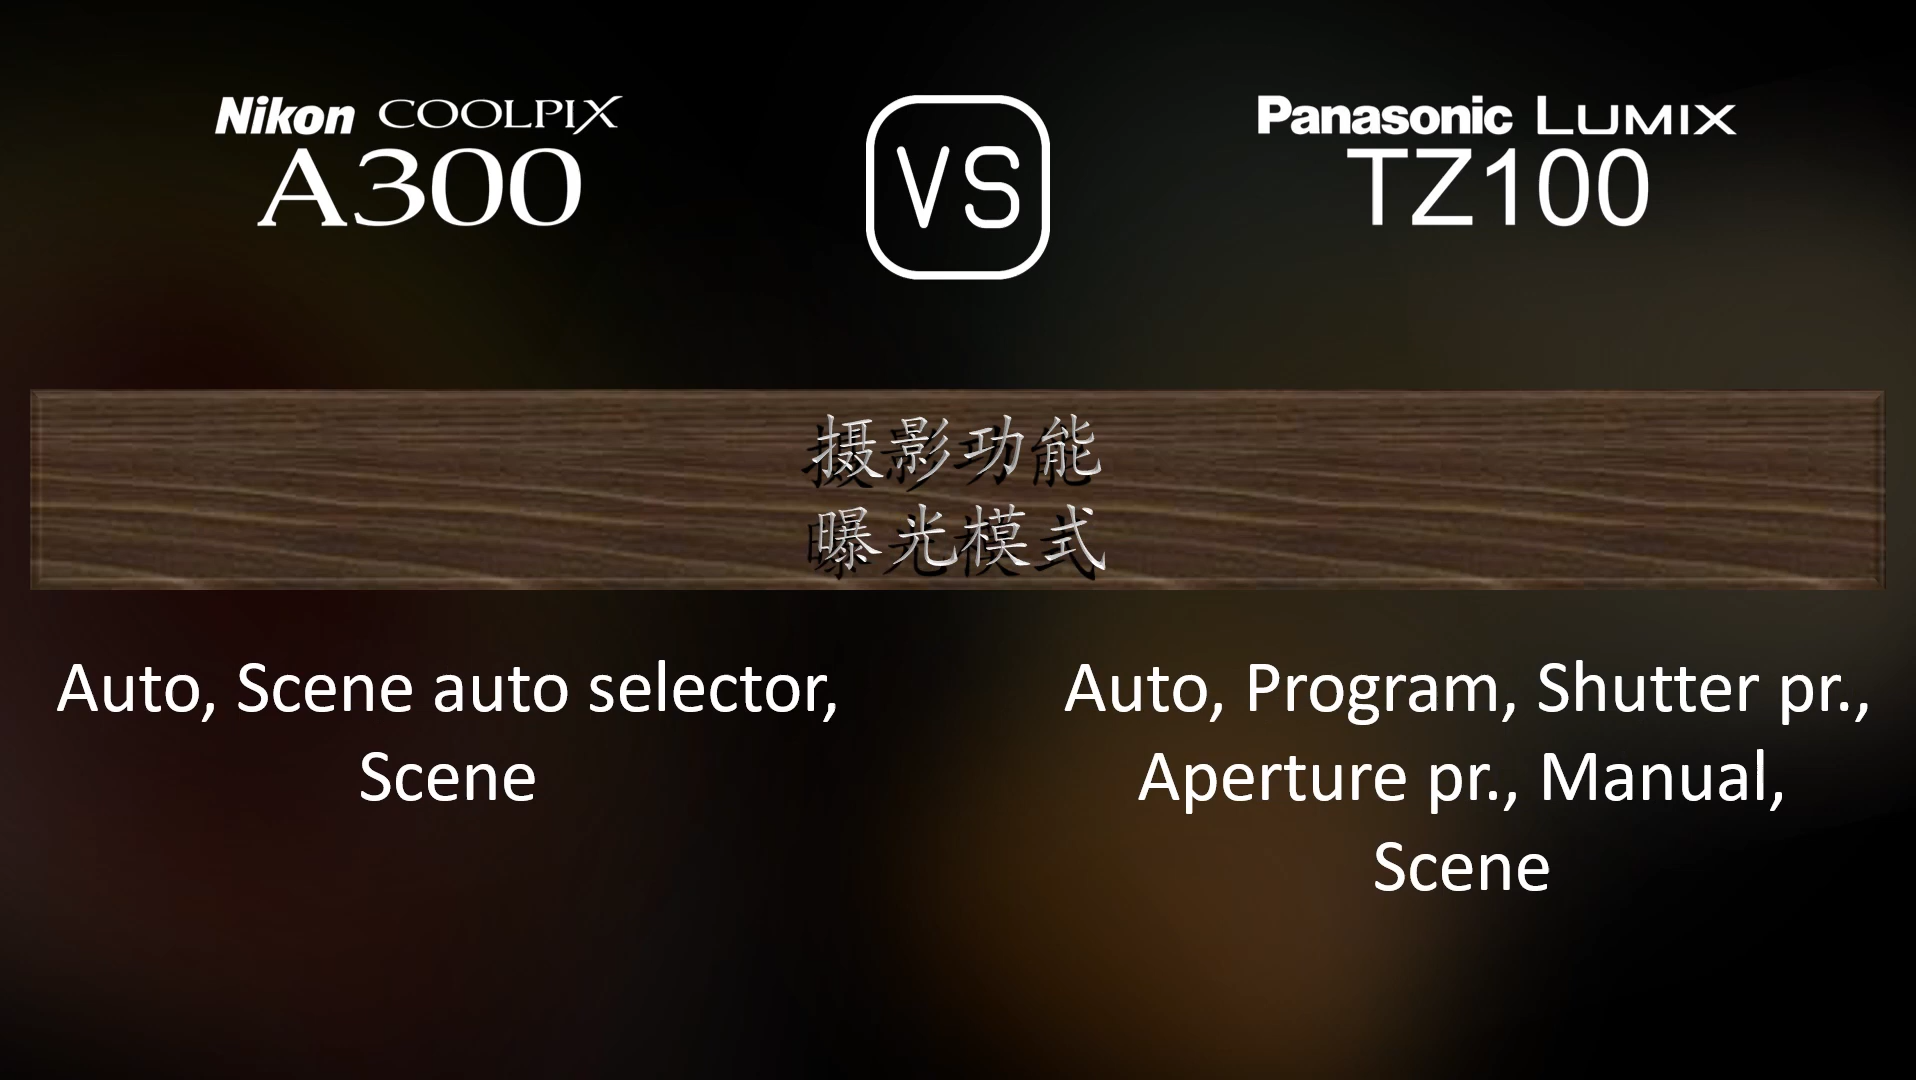 Nikon COOLPIX
A300
VS
Panasonic LUMIX
TZ100
摄影功能
曝光模式
Auto, Scene auto selector,
Scene
Auto, Program, Shutter pr.,
Aperture pr., Manual,
Scene